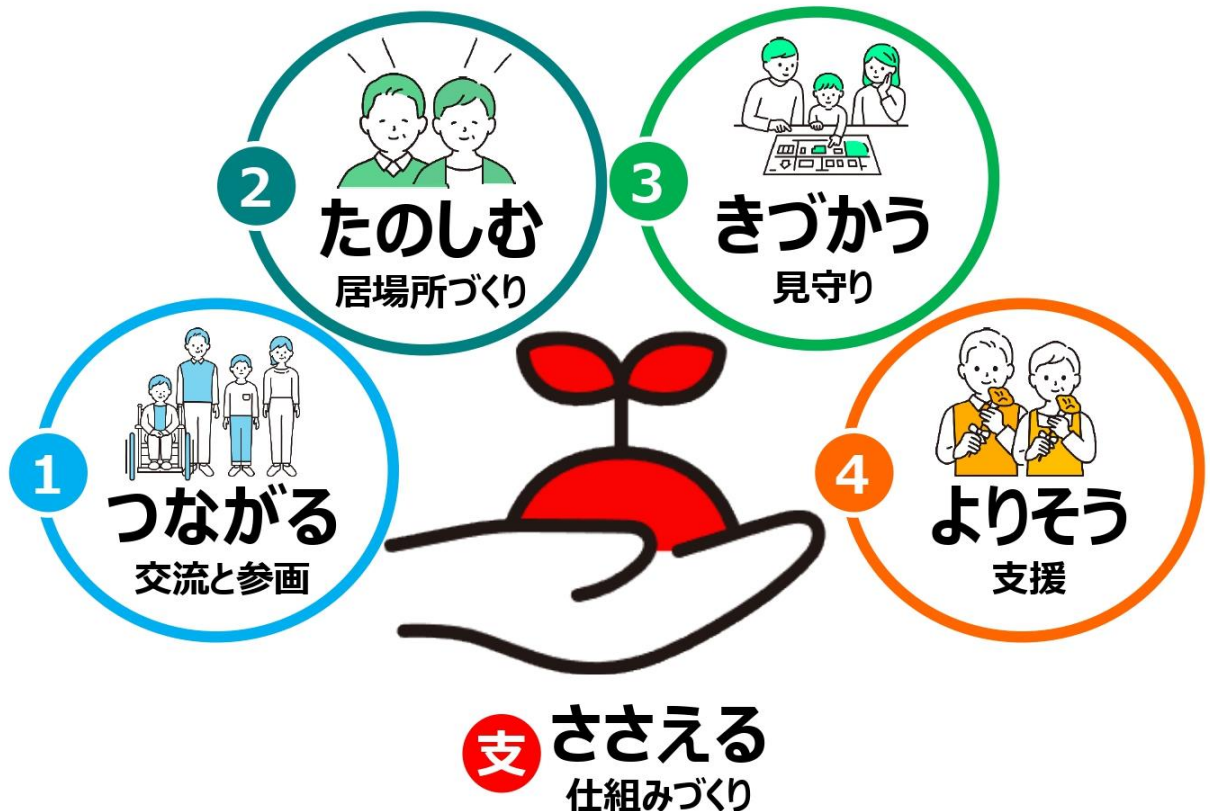 1
つながる
交流と参画
2
たのしむ
居場所づくり
3
きづかう
見守り
4
よりそう
支援
支 ささえる
仕組みづくり